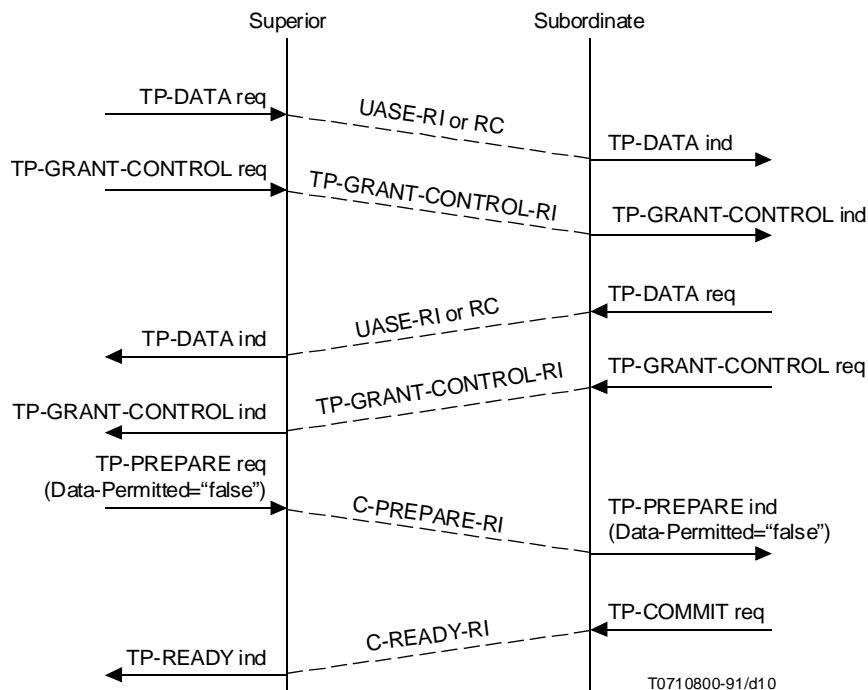 Superior
Subordinate
TP-DATA req
UASE-RI or RC
TP-DATA ind
TP-GRANT-CONTROL req
TP-GRANT-CONTROL-RI
TP-GRANT-CONTROL ind
TP-DATA req
UASE-RI or RC
TP-DATA ind
TP-GRANT-CONTROL req
TP-GRANT-CONTROL-RI
TP-GRANT-CONTROL ind
TP-PREPARE req
(Data-Permitted=“false”)
C-PREPARE-RI
TP-PREPARE ind
(Data-Permitted=“false”)
TP-COMMIT req
C-READY-RI
TP-READY ind
T0710800-91/d10